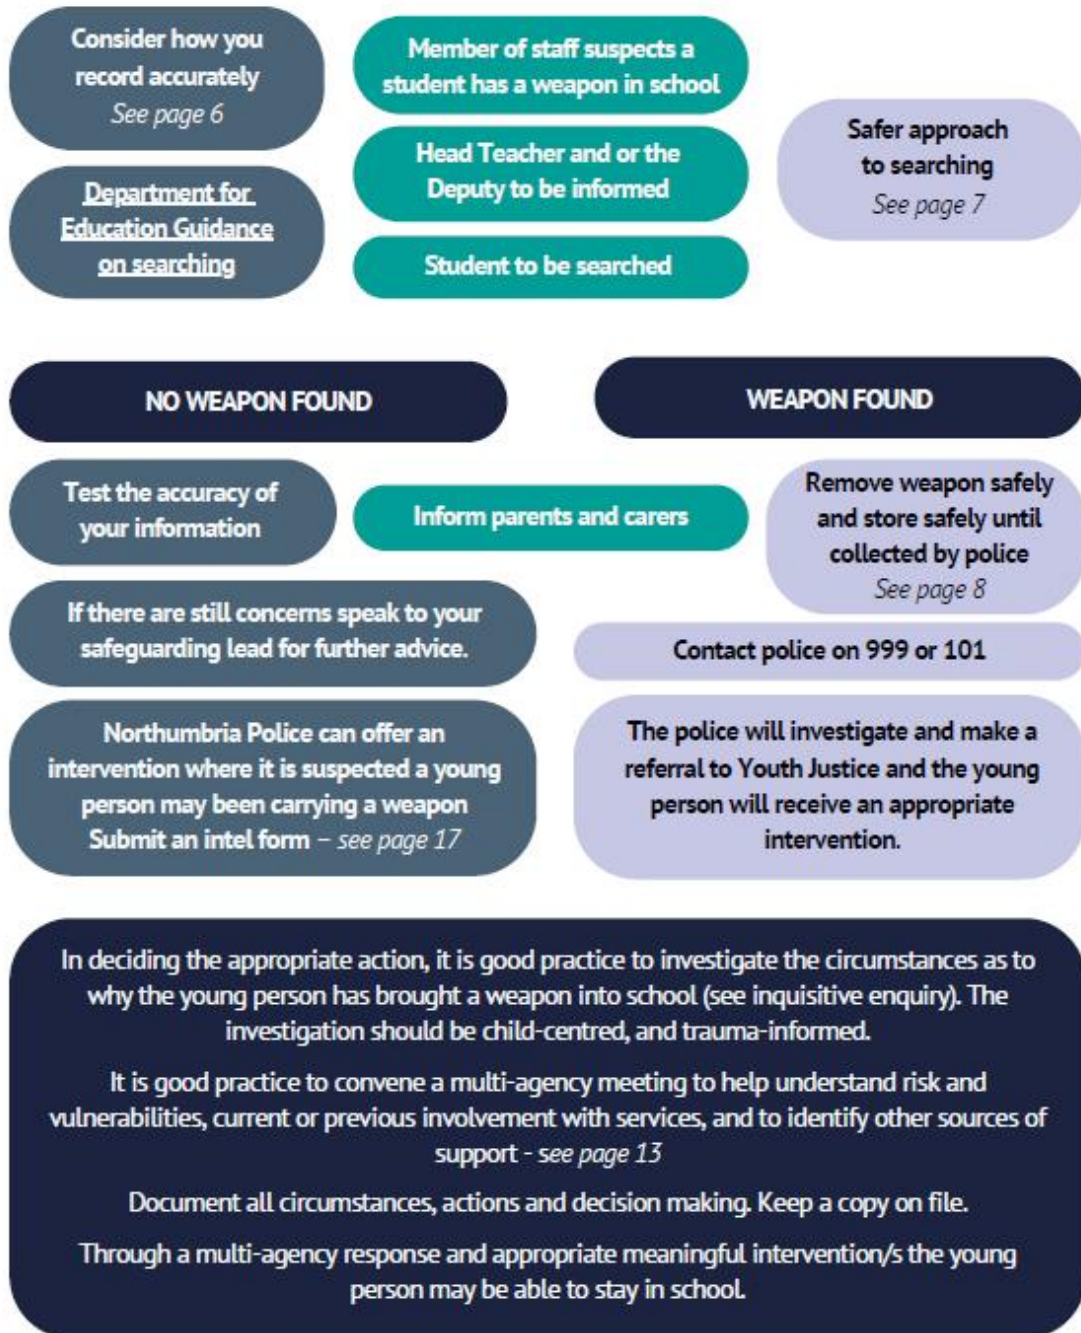 Consider how you
record accurately
See page 6
Department for
Education Guidance
on searching
Member of staff suspects a
student has a weapon in school
Head Teacher and or the
Deputy to be informed
Student to be searched
Safer approach
to searching
See page 7
NO WEAPON FOUND
WEAPON FOUND
Test the accuracy of
your information
Inform parents and carers
Remove weapon safely
and store safely until
collected by police
See page 8
If there are still concerns speak to your
safeguarding lead for further advice.
Contact police on 999 or 101
Northumbria Police can offer an
intervention where it is suspected a young
person may been carrying a weapon
Submit an intel form – see page 17
The police will investigate and make a
referral to Youth Justice and the young
person will receive an appropriate
intervention.
In deciding the appropriate action, it is good practice to investigate the circumstances as to
why the young person has brought a weapon into school (see inquisitive enquiry). The
investigation should be child-centred, and trauma-informed.
It is good practice to convene a multi-agency meeting to help understand risk and
vulnerabilities, current or previous involvement with services, and to identify other sources of
support - see page 13
Document all circumstances, actions and decision making. Keep a copy on file.
Through a multi-agency response and appropriate meaningful intervention/s the young
person may be able to stay in school.